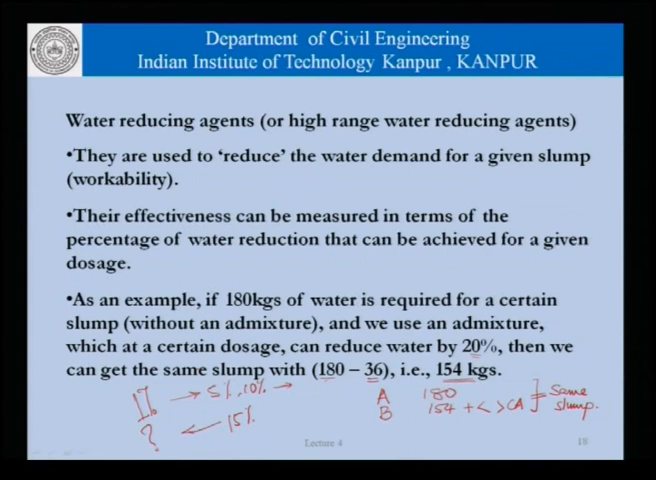 Department of Civil Engineering
Indian Institute of Technology Kanpur , KANPUR
Water reducing agents (or high range water reducing agents)
•They are used to ‘reduce’ the water demand for a given slump
(workability).
•Their effectiveness can be measured in terms of the
percentage of water reduction that can be achieved for a given
dosage.
•As an example, if 180kgs of water is required for a certain
slump (without an admixture), and we use an admixture,
which at a certain dosage, can reduce water by 20%, then we
can get the same slump with (180 – 36), i.e., 154 kgs.
1% → 5%, 10% →
? ← 15%
A 180
B 154 + < > CA
Same
slump.
Lecture 4
18